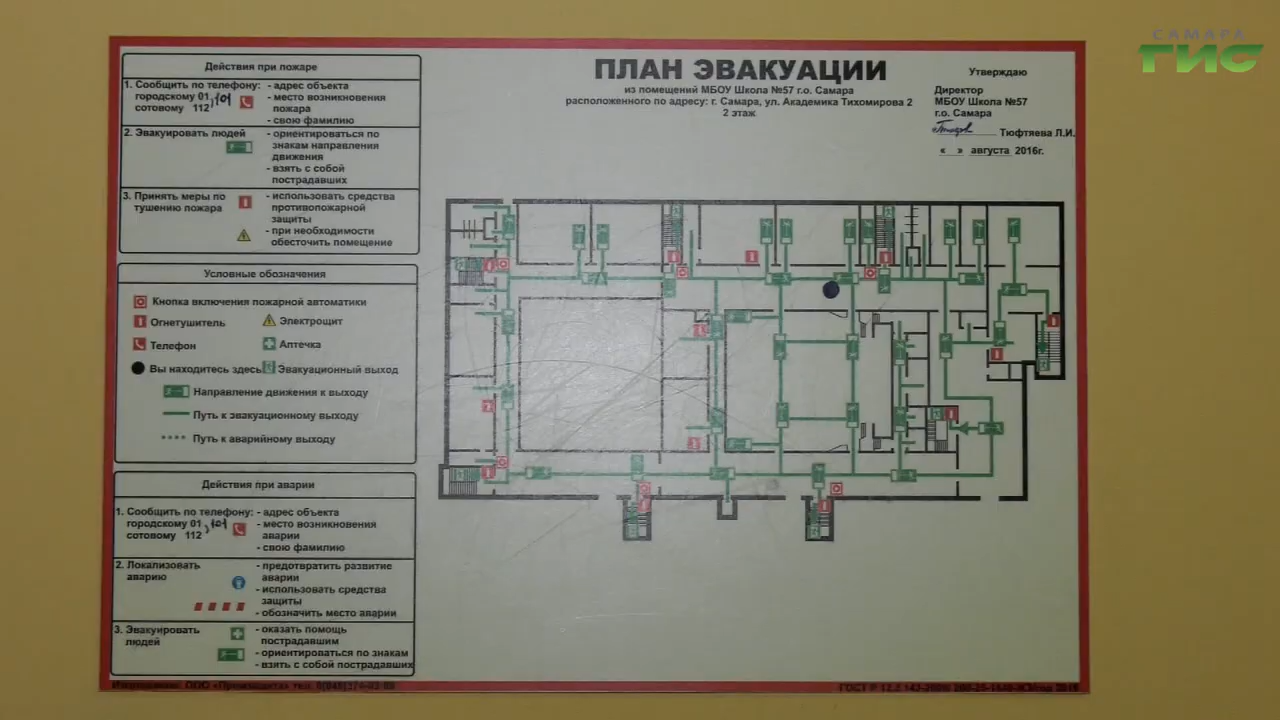 САМАРА
ГИС
ПЛАН ЭВАКУАЦИИ
из помещений МБОУ Школа №57 г.о. Самара
расположенного по адресу: г. Самара, ул. Академика Тихомирова 2
2 этаж
Утверждаю
Директор
МБОУ Школа №57
г.о. Самара
Тюфтяева Л.И.
« » августа 2016г.
Действия при пожаре
1. Сообщить по телефону:
городскому 01, 101
сотовому 112
- адрес объекта
- место возникновения
пожара
- свою фамилию
2. Эвакуировать людей
- ориентироваться по
знакам направления
движения
- взять с собой
пострадавших
3. Принять меры по
тушению пожара
- использовать средства
противопожарной
защиты
- при необходимости
обесточить помещение
Условные обозначения
Кнопка включения пожарной автоматики
Огнетушитель
Электрощит
Телефон
Аптечка
Вы находитесь здесь
Эвакуационный выход
Направление движения к выходу
Путь к эвакуационному выходу
Путь к аварийному выходу
Действия при аварии
1. Сообщить по телефону:
городскому 01, 101
сотовому 112
- адрес объекта
- место возникновения
аварии
- свою фамилию
2. Локализовать
аварию
- предотвратить развитие
аварии
- использовать средства
защиты
- обозначить место аварии
3. Эвакуировать
людей
- оказать помощь
пострадавшим
- ориентироваться по знакам
- взять с собой пострадавших